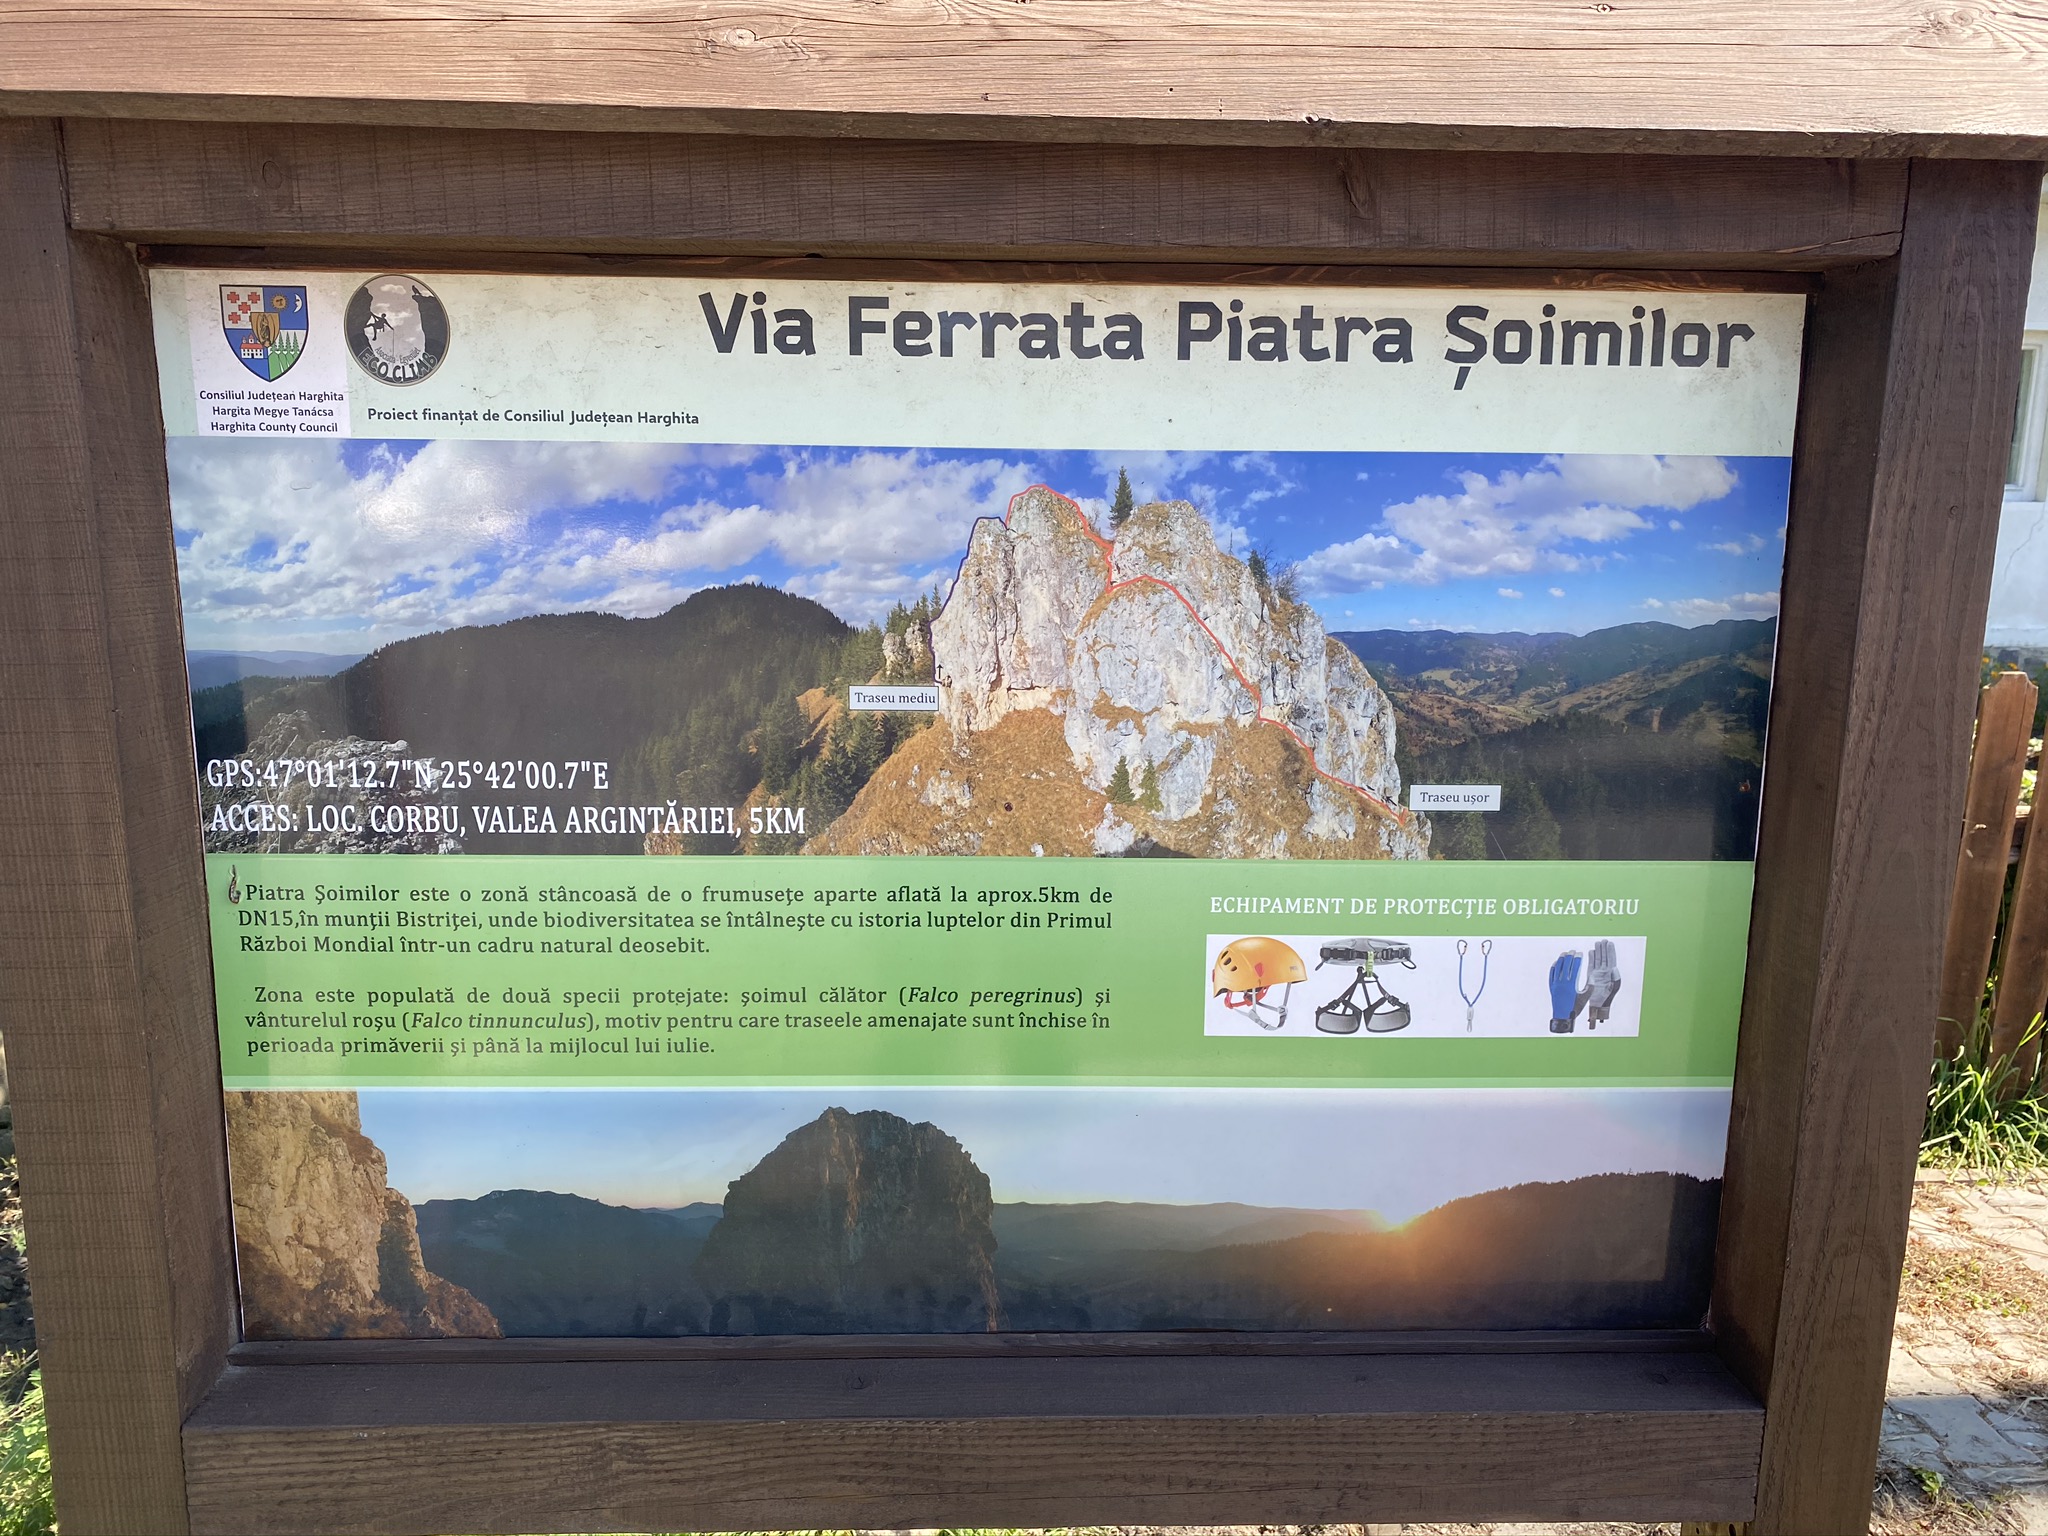 Via Ferrata Piatra Șoimilor
ECO CLIMB
Consiliul Județean Harghita
Hargita Megye Tanácsa
Harghita County Council
Proiect finanțat de Consiliul Județean Harghita
Traseu mediu
Traseu ușor
GPS:47°01'12.7"N 25°42'00.7"E
ACCES: LOC. CORBU, VALEA ARGINTĂRIEI, 5KM
Piatra Şoimilor este o zonă stâncoasă de o frumuseţe aparte aflată la aprox.5km de
DN15,în munţii Bistriţei, unde biodiversitatea se întâlneşte cu istoria luptelor din Primul
Război Mondial într-un cadru natural deosebit.
Zona este populată de două specii protejate: şoimul călător (Falco peregrinus) şi
vânturelul roşu (Falco tinnunculus), motiv pentru care traseele amenajate sunt închise în
perioada primăverii şi până la mijlocul lui iulie.
ECHIPAMENT DE PROTECŢIE OBLIGATORIU